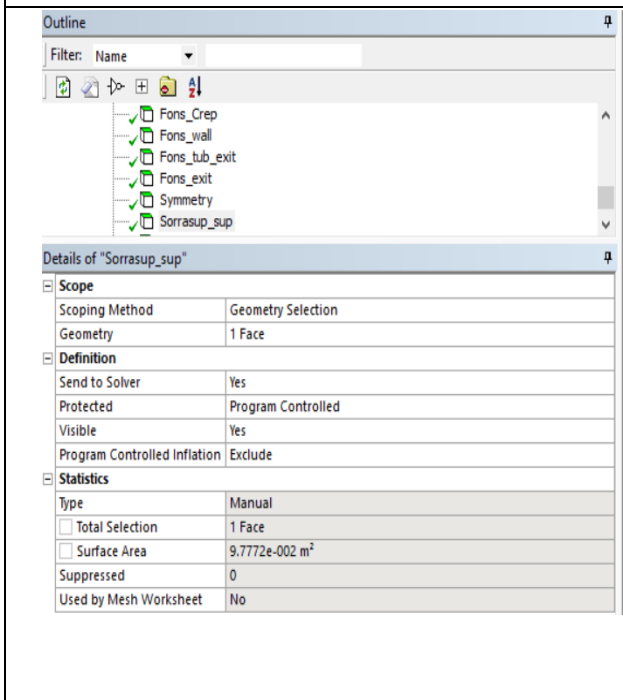 Outline
Filter: Name
Fons_Crep
Fons_wall
Fons_tub_exit
Fons_exit
Symmetry
Sorrasup_sup
Details of "Sorrasup_sup"
Scope
Scoping Method Geometry Selection
Geometry 1 Face
Definition
Send to Solver Yes
Protected Program Controlled
Visible Yes
Program Controlled Inflation Exclude
Statistics
Type Manual
Total Selection 1 Face
Surface Area 9.7772e-002 m²
Suppressed 0
Used by Mesh Worksheet No